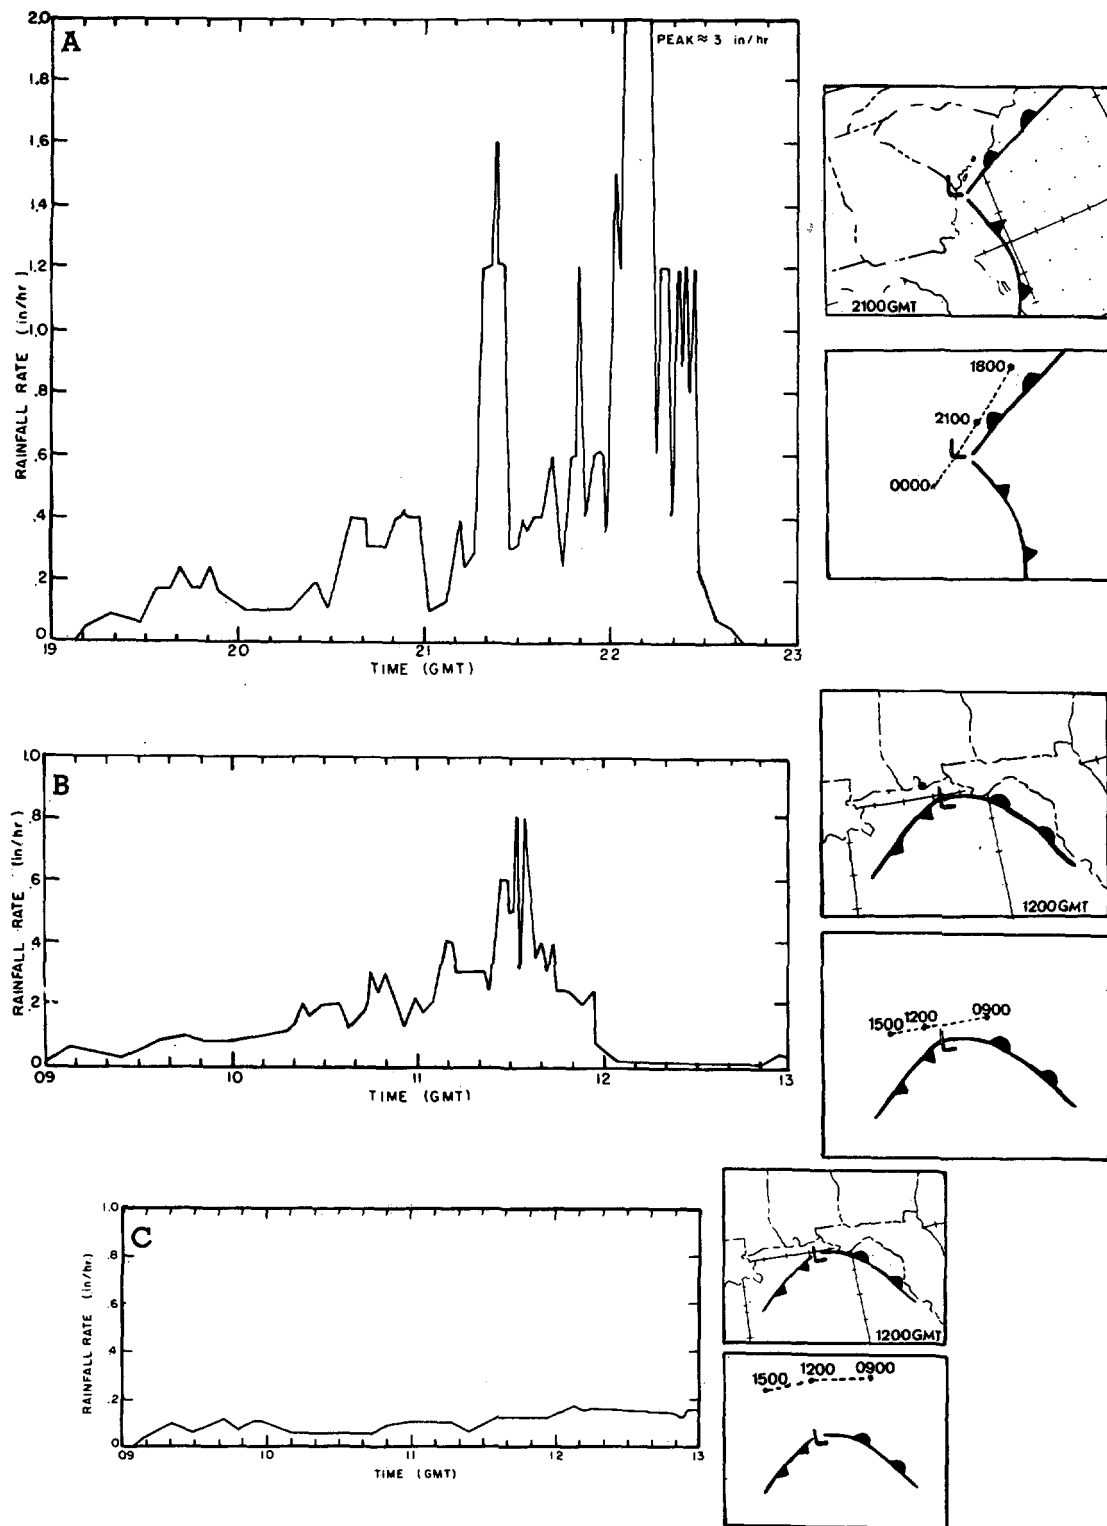 A
PEAK ≈ 3 in/hr
2.0
1.8
1.6
1.4
1.2
1.0
.8
.6
.4
.2
0
RAINFALL RATE (in/hr)
19
20
21
22
23
TIME (GMT)
L
2100GMT
1800
2100
L
0000
B
1.0
.8
.6
.4
.2
0
RAINFALL RATE (in/hr)
09
10
11
12
13
TIME (GMT)
L
1200GMT
1500
1200
0900
L
C
1.0
.8
.6
.4
.2
0
RAINFALL RATE (in/hr)
09
10
11
12
13
TIME (GMT)
L
1200GMT
1500
1200
0900
L